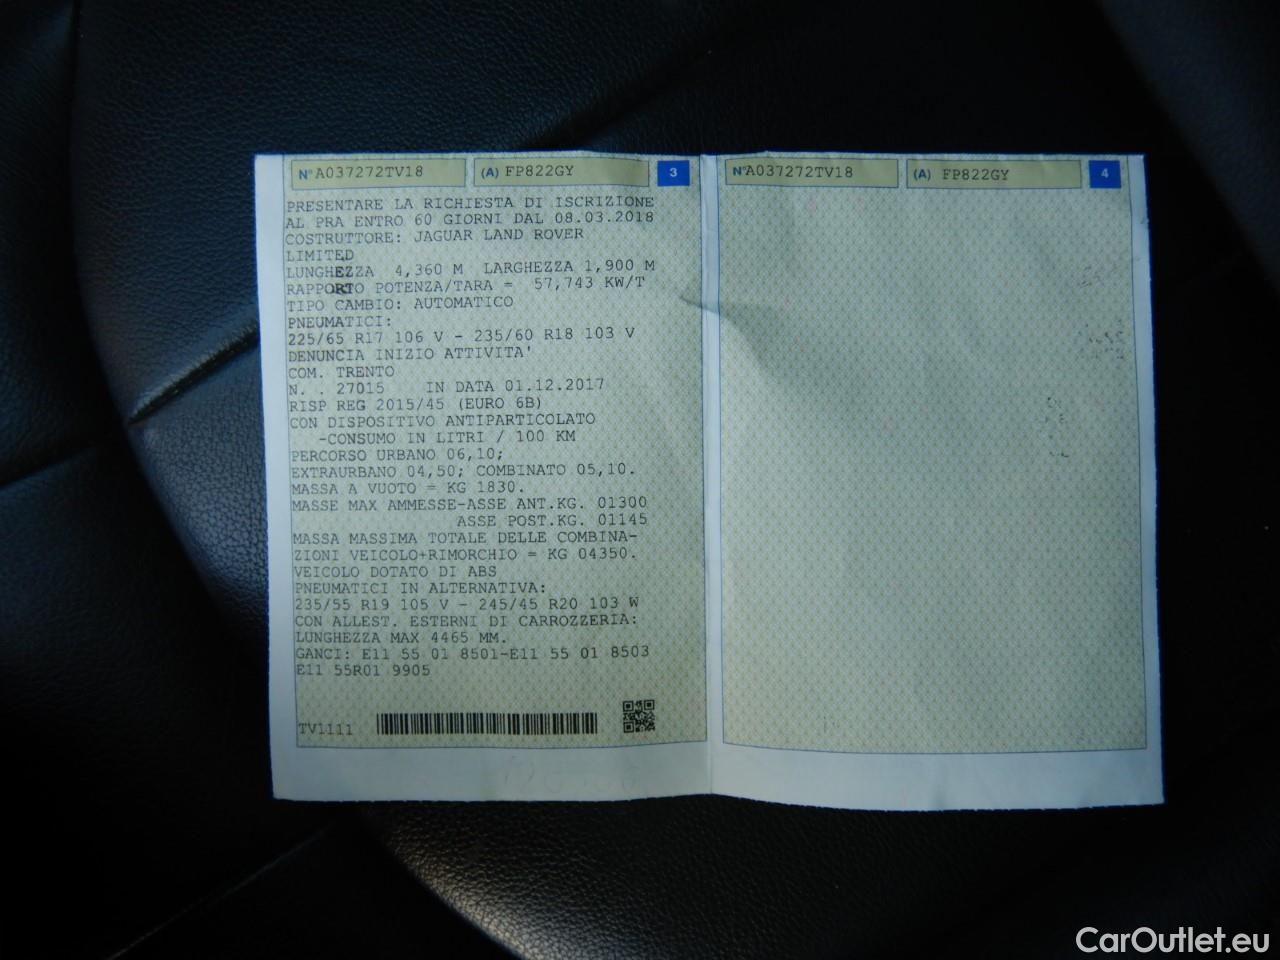 N° A037272TV18 (A) FP822GY 3
PRESENTARE LA RICHIESTA DI ISCRIZIONE
AL PRA ENTRO 60 GIORNI DAL 08.03.2018
COSTRUTTORE: JAGUAR LAND ROVER
LIMITED
LUNGHEZZA 4,360 M LARGHEZZA 1,900 M
RAPPORTO POTENZA/TARA = 57,743 KW/T
TIPO CAMBIO: AUTOMATICO
PNEUMATICI:
225/65 R17 106 V - 235/60 R18 103 V
DENUNCIA INIZIO ATTIVITA'
COM. TRENTO
N. . 27015 IN DATA 01.12.2017
RISP REG 2015/45 (EURO 6B)
CON DISPOSITIVO ANTIPARTICOLATO
-CONSUMO IN LITRI / 100 KM
PERCORSO URBANO 06,10;
EXTRAURBANO 04,50; COMBINATO 05,10.
MASSA A VUOTO = KG 1830.
MASSE MAX AMMESSE-ASSE ANT.KG. 01300
ASSE POST.KG. 01145
MASSA MASSIMA TOTALE DELLE COMBINA-
ZIONI VEICOLO+RIMORCHIO = KG 04350.
VEICOLO DOTATO DI ABS
PNEUMATICI IN ALTERNATIVA:
235/55 R19 105 V - 245/45 R20 103 W
CON ALLEST. ESTERNI DI CARROZZERIA:
LUNGHEZZA MAX 4465 MM.
GANCI: E11 55 01 8501-E11 55 01 8503
E11 55R01 9905
TV1111
N° A037272TV18 (A) FP822GY 4
CarOutlet.eu